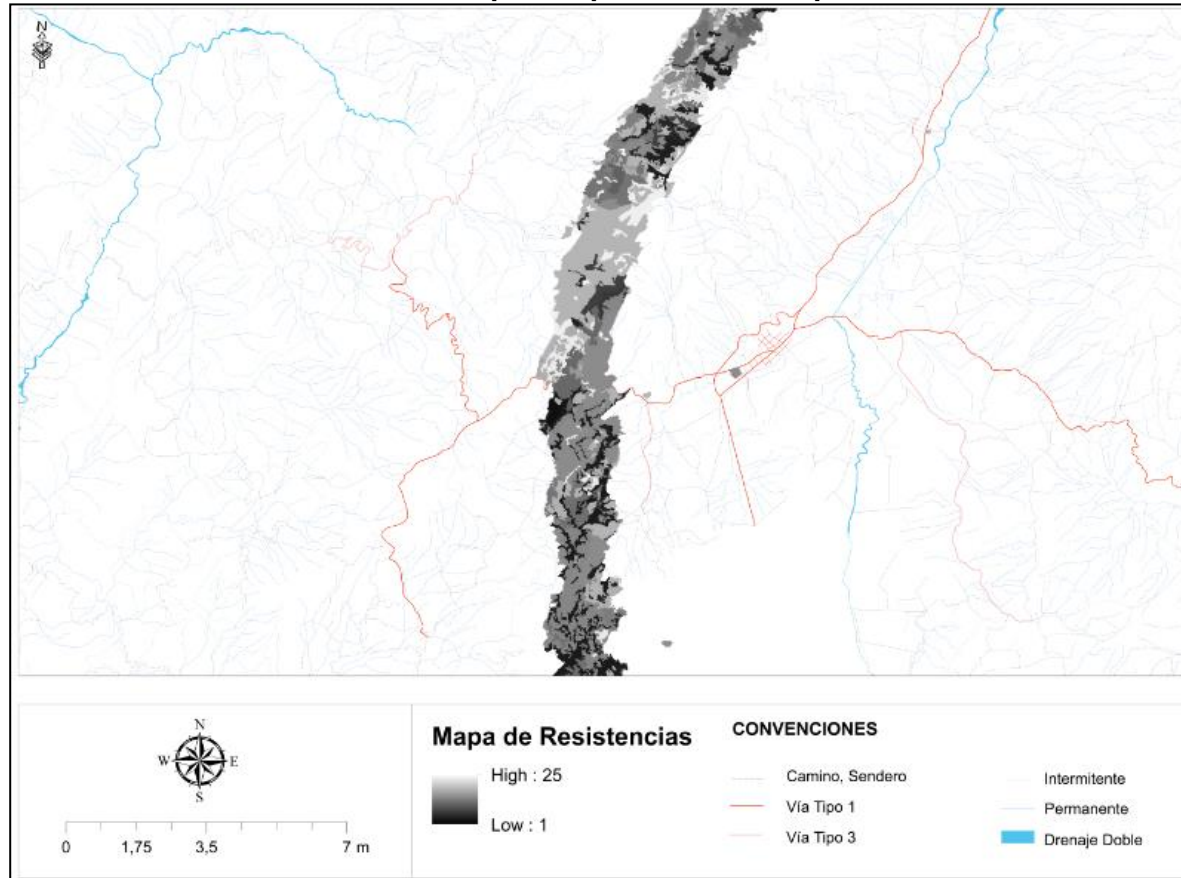 N
N
W E
S
0 1,75 3,5 7 m
Mapa de Resistencias
High : 25
Low : 1
CONVENCIONES
Camino, Sendero
Vía Tipo 1
Vía Tipo 3
Intermitente
Permanente
Drenaje Doble